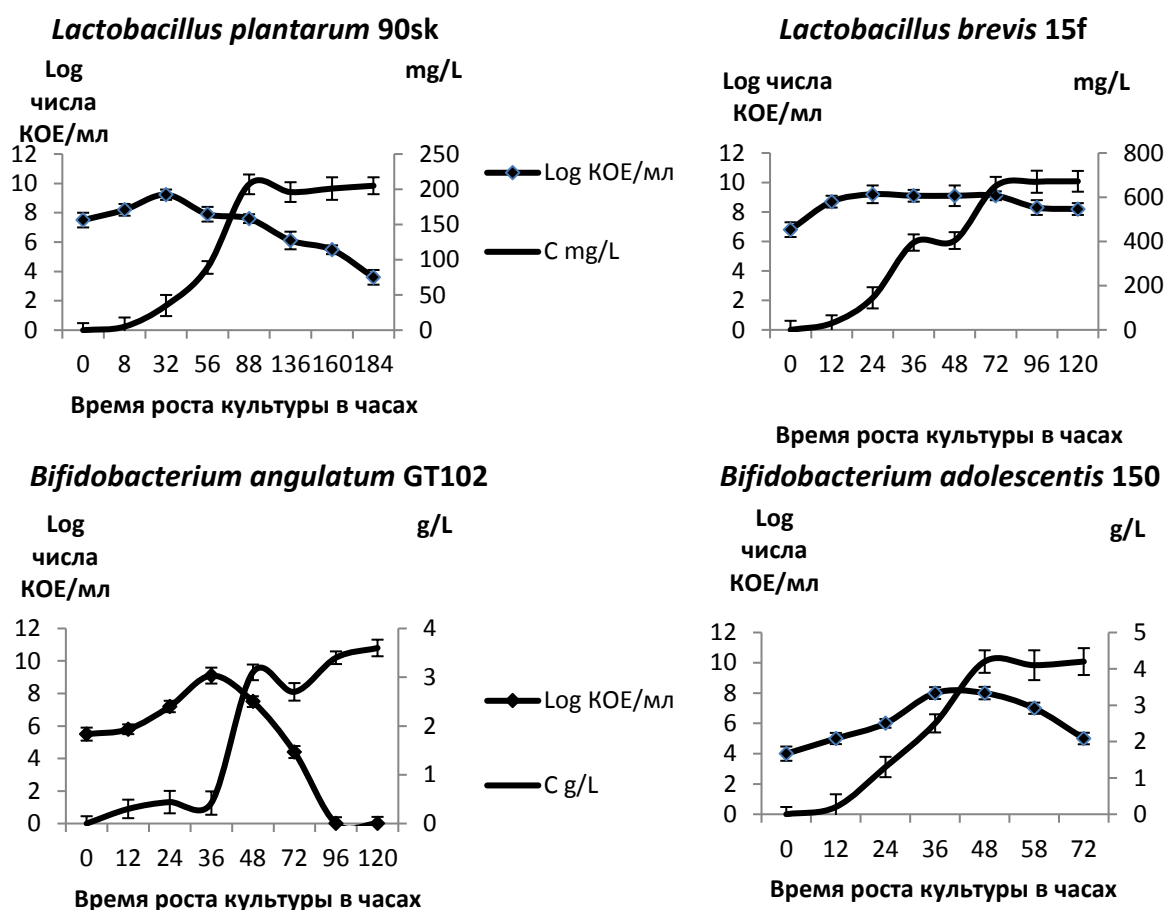 Lactobacillus plantarum 90sk
Log
числа
КОЕ/мл
mg/L
12
10
8
6
4
2
0
250
200
150
100
50
0
0 8 32 56 88 136 160 184
Время роста культуры в часах
Log КОЕ/мл
C mg/L
Lactobacillus brevis 15f
Log числа
КОЕ/мл
mg/L
12
10
8
6
4
2
0
800
600
400
200
0
0 12 24 36 48 72 96 120
Время роста культуры в часах
Bifidobacterium angulatum GT102
Log
числа
КОЕ/мл
g/L
12
10
8
6
4
2
0
4
3
2
1
0
0 12 24 36 48 72 96 120
Время роста культуры в часах
Log КОЕ/мл
C g/L
Bifidobacterium adolescentis 150
Log
числа
КОЕ/мл
g/L
12
10
8
6
4
2
0
5
4
3
2
1
0
0 12 24 36 48 58 72
Время роста культуры в часах